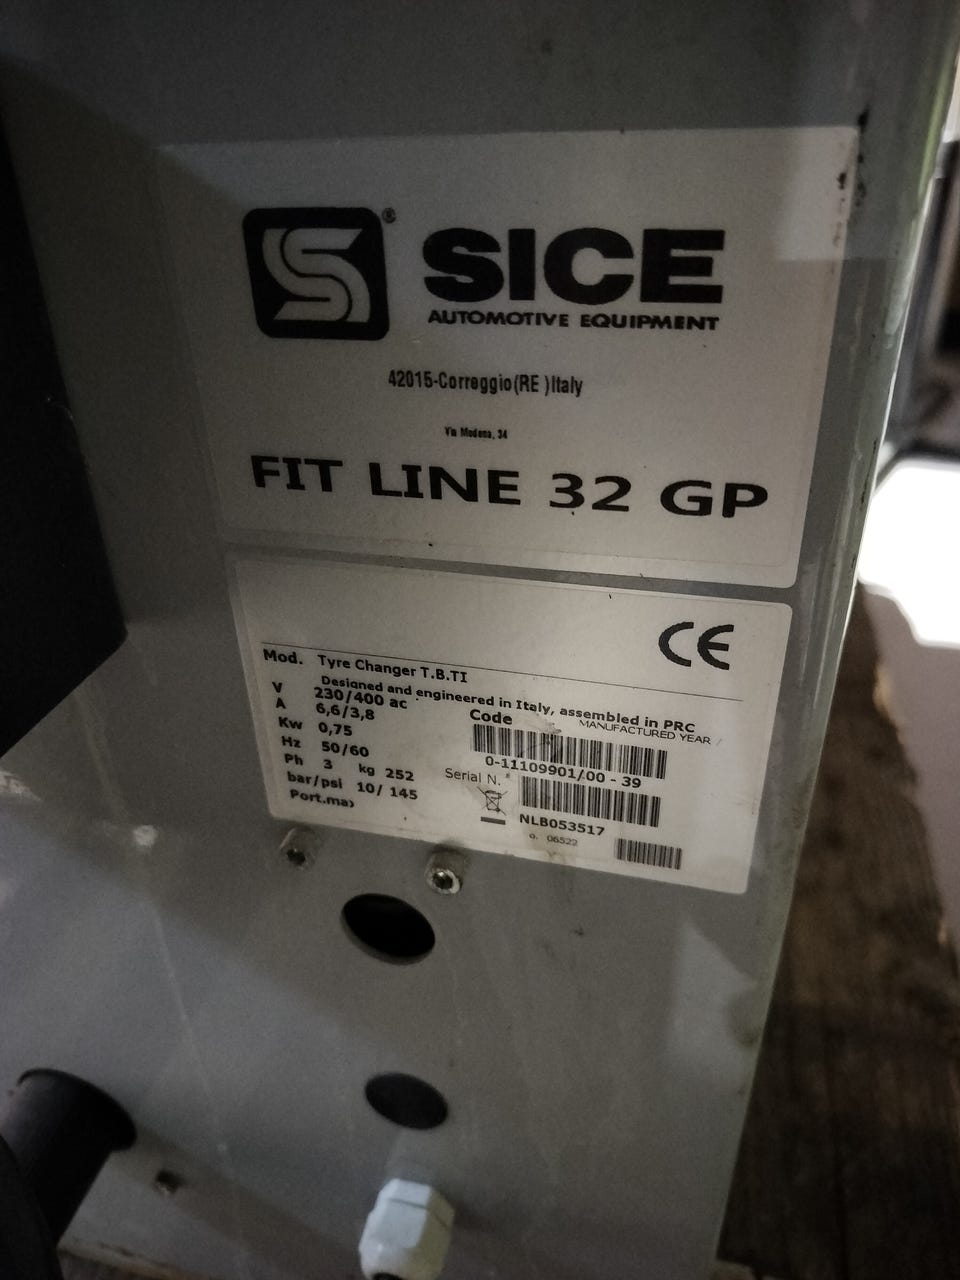 ®
SICE
AUTOMOTIVE EQUIPMENT
42015-Correggio(RE )Italy
Via Modena, 34
FIT LINE 32 GP
CE
Mod. Tyre Changer T.B.TI
Designed and engineered in Italy, assembled in PRC
V 230/400 ac
A 6,6/3,8
Kw 0,75
Hz 50/60
Ph 3 kg 252
bar/psi 10/ 145
Port.max
Code MANUFACTURED YEAR /
0-11109901/00 - 39
Serial N. °
NLB053517
o. 06522